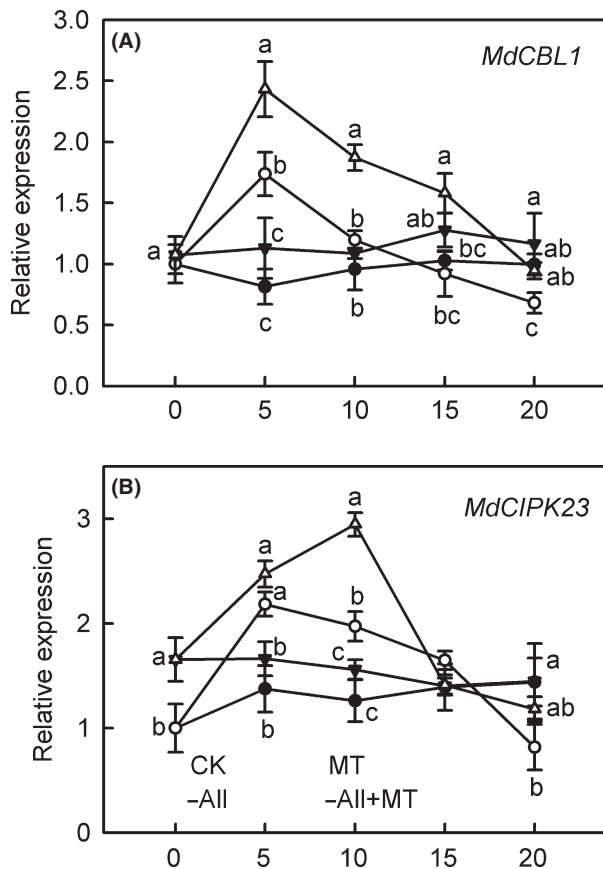 (A) MdCBL1
Relative expression
3.0
2.5
2.0
1.5
1.0
0.5
0.0
a
a
b
c
c
a
b
b
a
ab
bc
bc
a
ab
ab
c
0 5 10 15 20
(B) MdCIPK23
Relative expression
3
2
1
0
a
b
a
a
b
b
a
b
c
c
a
ab
b
CK MT
–All –All+MT
0 5 10 15 20